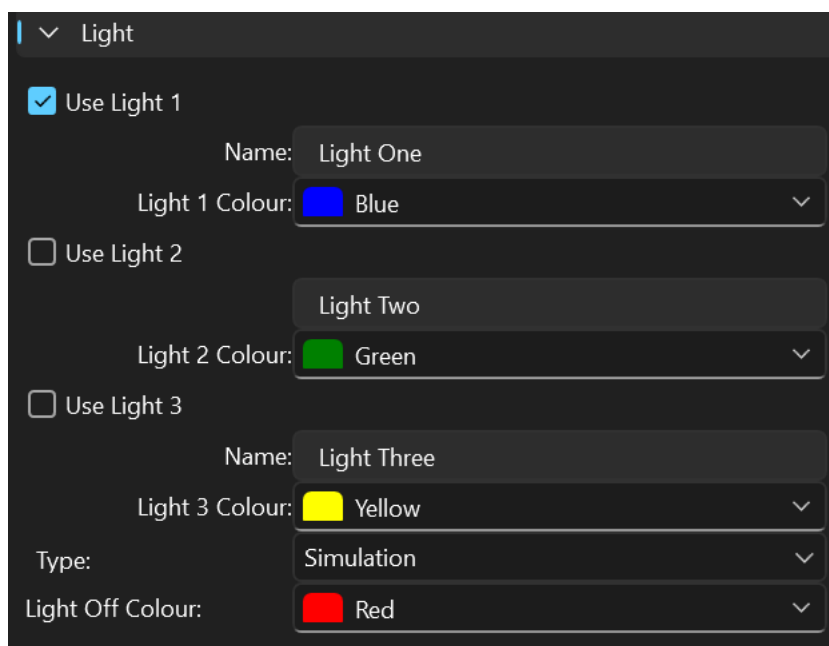 Light
Use Light 1
Name: Light One
Light 1 Colour: Blue
Use Light 2
Light Two
Light 2 Colour: Green
Use Light 3
Name: Light Three
Light 3 Colour: Yellow
Type: Simulation
Light Off Colour: Red